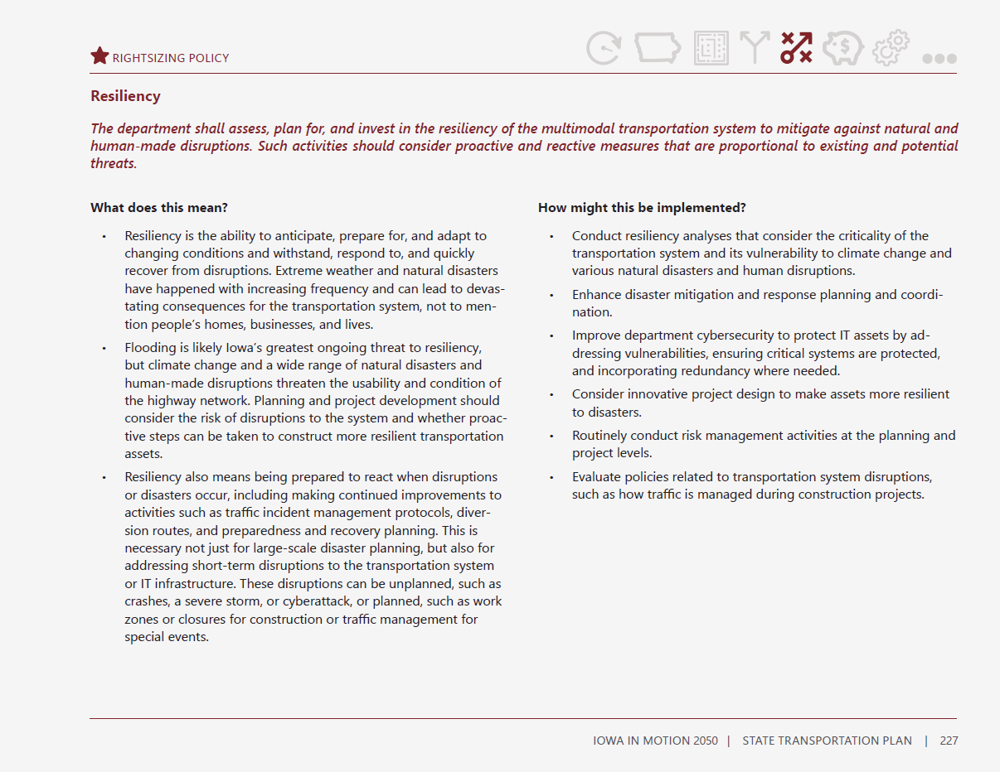 RIGHTSIZING POLICY
Resiliency
The department shall assess, plan for, and invest in the resiliency of the multimodal transportation system to mitigate against natural and
human-made disruptions. Such activities should consider proactive and reactive measures that are proportional to existing and potential
threats.
What does this mean?
• Resiliency is the ability to anticipate, prepare for, and adapt to
changing conditions and withstand, respond to, and quickly
recover from disruptions. Extreme weather and natural disasters
have happened with increasing frequency and can lead to devas-
tating consequences for the transportation system, not to men-
tion people's homes, businesses, and lives.
• Flooding is likely Iowa's greatest ongoing threat to resiliency,
but climate change and a wide range of natural disasters and
human-made disruptions threaten the usability and condition of
the highway network. Planning and project development should
consider the risk of disruptions to the system and whether proac-
tive steps can be taken to construct more resilient transportation
assets.
• Resiliency also means being prepared to react when disruptions
or disasters occur, including making continued improvements to
activities such as traffic incident management protocols, diver-
sion routes, and preparedness and recovery planning. This is
necessary not just for large-scale disaster planning, but also for
addressing short-term disruptions to the transportation system
or IT infrastructure. These disruptions can be unplanned, such as
crashes, a severe storm, or cyberattack, or planned, such as work
zones or closures for construction or traffic management for
special events.
How might this be implemented?
• Conduct resiliency analyses that consider the criticality of the
transportation system and its vulnerability to climate change and
various natural disasters and human disruptions.
• Enhance disaster mitigation and response planning and coordi-
nation.
• Improve department cybersecurity to protect IT assets by ad-
dressing vulnerabilities, ensuring critical systems are protected,
and incorporating redundancy where needed.
• Consider innovative project design to make assets more resilient
to disasters.
• Routinely conduct risk management activities at the planning and
project levels.
• Evaluate policies related to transportation system disruptions,
such as how traffic is managed during construction projects.
IOWA IN MOTION 2050 | STATE TRANSPORTATION PLAN | 227